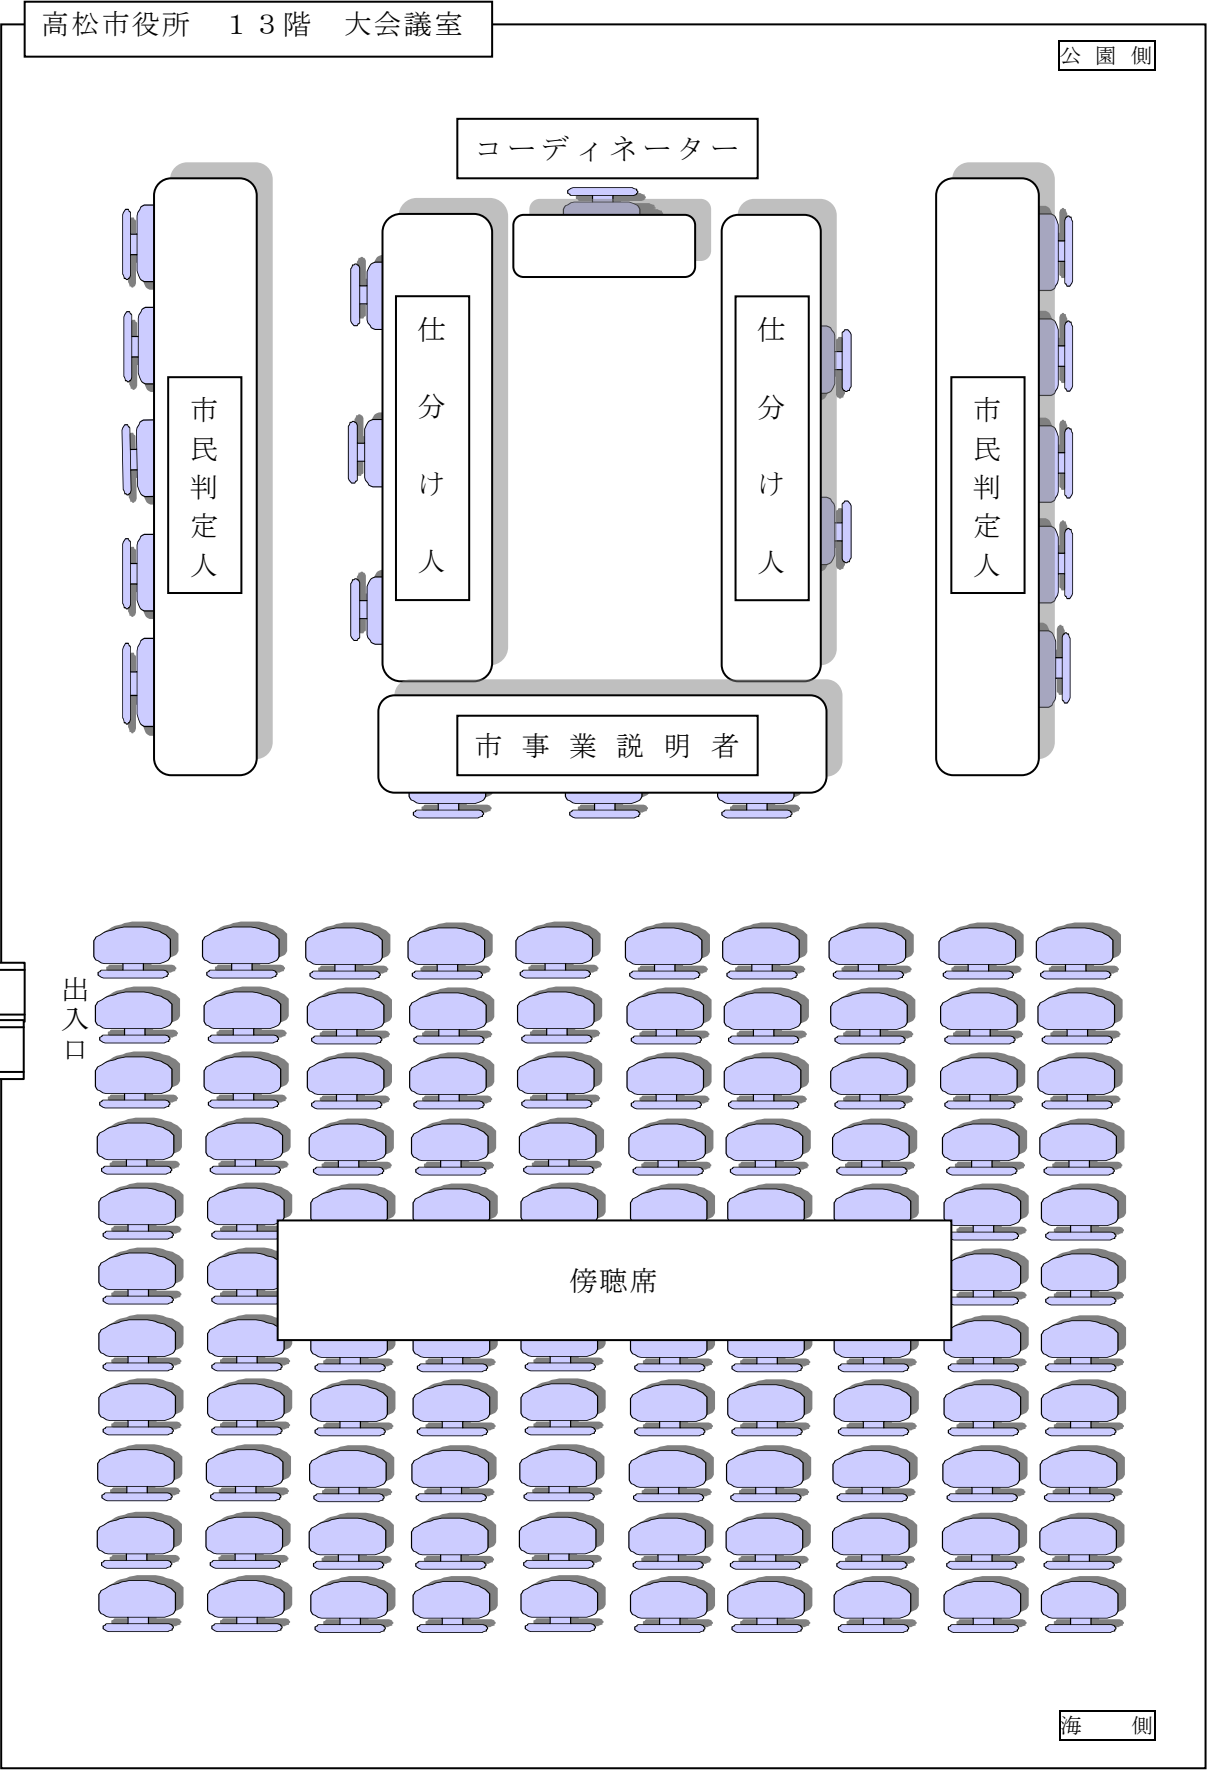 高松市役所　１３階　大会議室
公園側
コーディネーター
仕分け人
仕分け人
市民判定人
市民判定人
市事業説明者
出入口
傍聴席
海　側